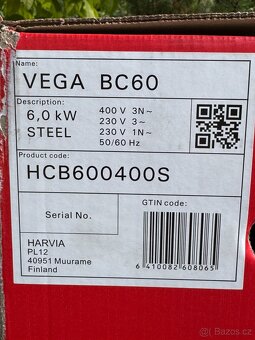 Name:
VEGA BC60
Description:
6,0 kW
STEEL
400 V 3N~
230 V 3~
230 V 1N~
50/60 Hz
Product code:
HCB600400S
Serial No.
GTIN code:
6 410082 608065
HARVIA
PL12
40951 Muurame
Finland
sbazos.cz